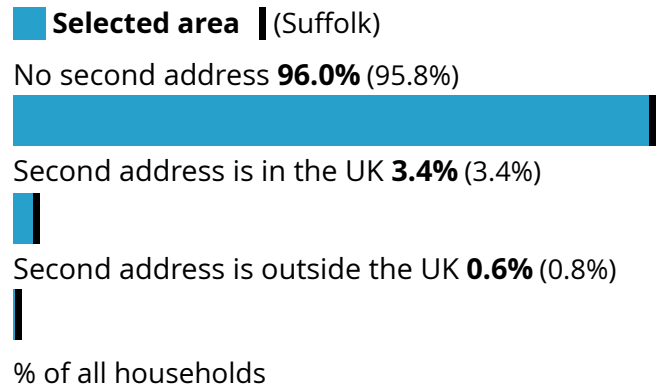 Selected area (Suffolk)
No second address 96.0% (95.8%)
Second address is in the UK 3.4% (3.4%)
Second address is outside the UK 0.6% (0.8%)
% of all households